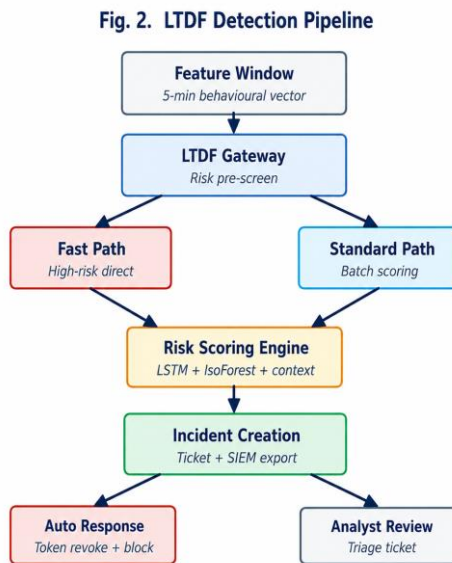 Fig. 2. LTDF Detection Pipeline
Feature Window
5-min behavioural vector
LTDF Gateway
Risk pre-screen
Fast Path
High-risk direct
Standard Path
Batch scoring
Risk Scoring Engine
LSTM + IsoForest + context
Incident Creation
Ticket + SIEM export
Auto Response
Token revoke + block
Analyst Review
Triage ticket